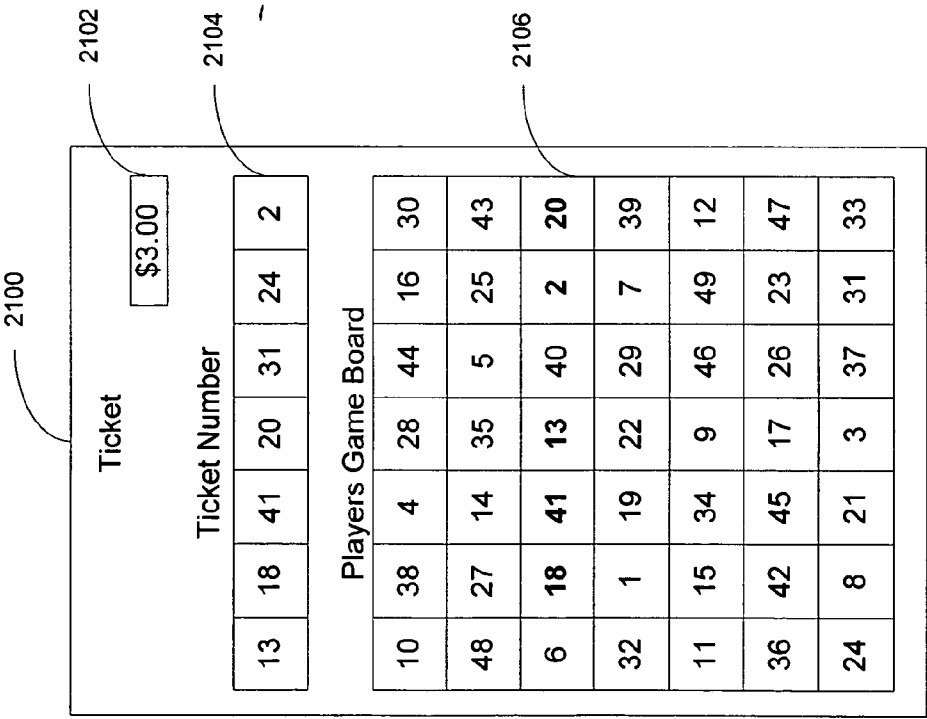 2100
2102
2104
2106
Ticket
$3.00
Ticket Number
13 18 41 20 31 24 2
Players Game Board
10 38 4 28 44 16 30
48 27 14 35 5 25 43
6 18 41 13 40 2 20
32 1 19 22 29 7 39
11 15 34 9 46 49 12
36 42 45 17 26 23 47
24 8 21 3 37 31 33